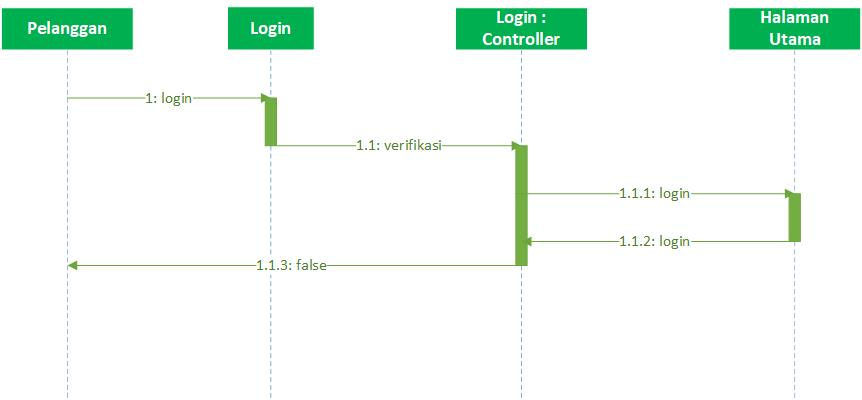 Pelanggan
Login
Login :
Controller
Halaman
Utama
1: login
1.1: verifikasi
1.1.1: login
1.1.2: login
1.1.3: false